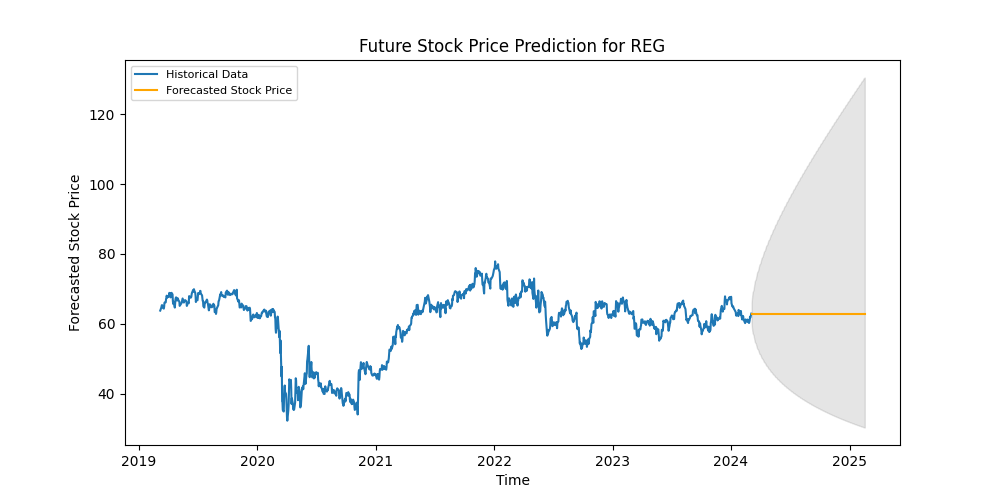 Future Stock Price Prediction for REG
Historical Data
Forecasted Stock Price
120
100
80
60
40
Forecasted Stock Price
2019
2020
2021
2022
2023
2024
2025
Time